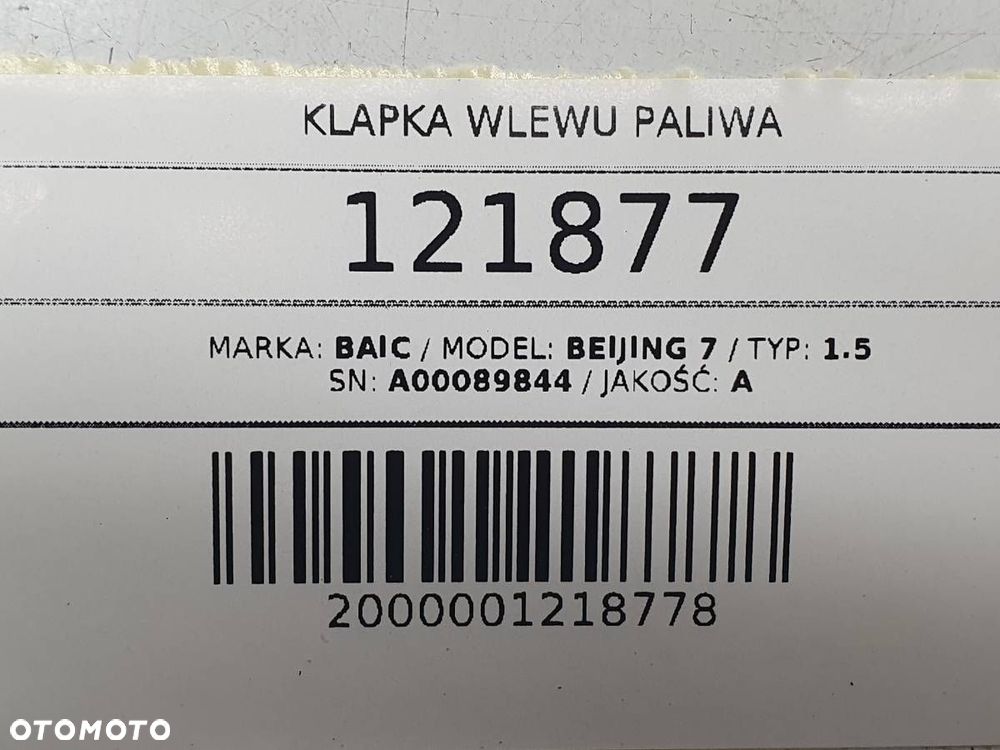 KLAPKA WLEWU PALIWA
121877
MARKA: BAIC / MODEL: BEIJING 7 / TYP: 1.5
SN: A00089844 / JAKOŚĆ: A
2000001218778
OTOMOTO